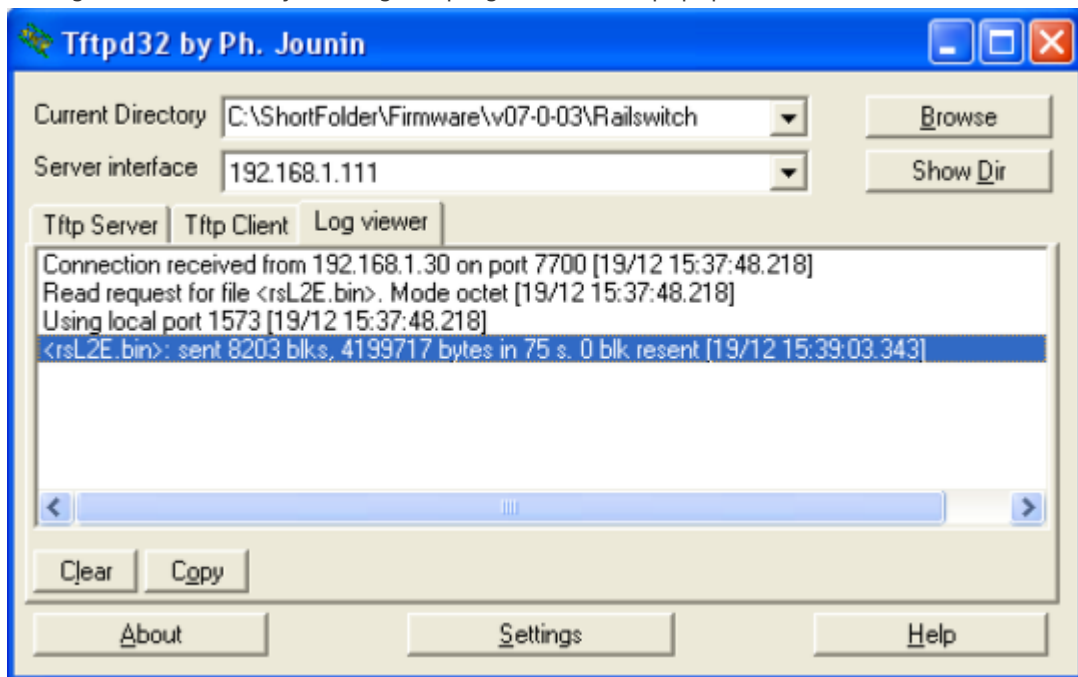 Tftpd32 by Ph. Jounin
Current Directory C:\ShortFolder\Firmware\v07-0-03\Railswitch Browse
Server interface 192.168.1.111 Show Dir
Tftp Server Tftp Client Log viewer
Connection received from 192.168.1.30 on port 7700 [19/12 15:37:48.218]
Read request for file <rsL2E.bin>. Mode octet [19/12 15:37:48.218]
Using local port 1573 [19/12 15:37:48.218]
<rsL2E.bin>: sent 8203 blks, 4199717 bytes in 75 s. 0 blk resent [19/12 15:39:03.343]
Clear Copy
About Settings Help